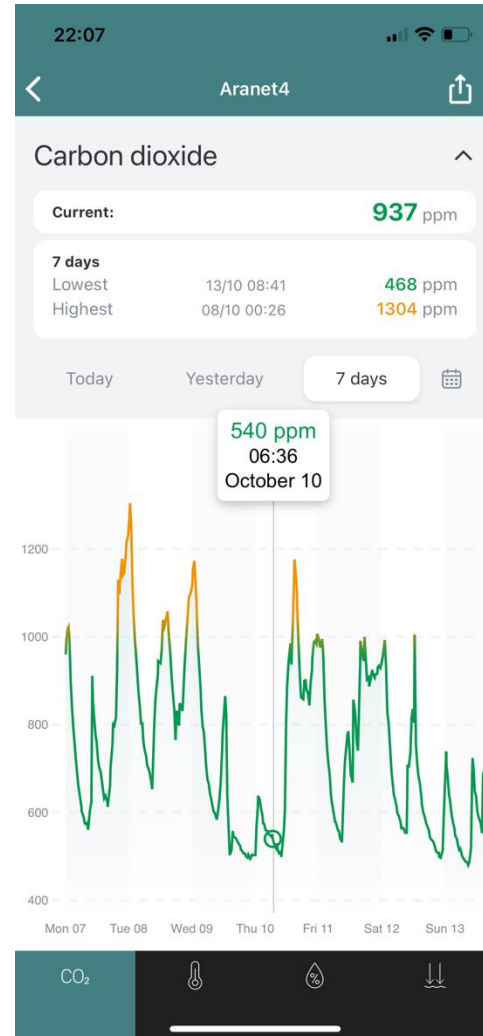 22:07
Aranet4
Carbon dioxide
Current: 937 ppm
7 days
Lowest 13/10 08:41 468 ppm
Highest 08/10 00:26 1304 ppm
Today Yesterday 7 days
540 ppm
06:36
October 10
1200
1000
800
600
400
Mon 07 Tue 08 Wed 09 Thu 10 Fri 11 Sat 12 Sun 13
CO₂ %